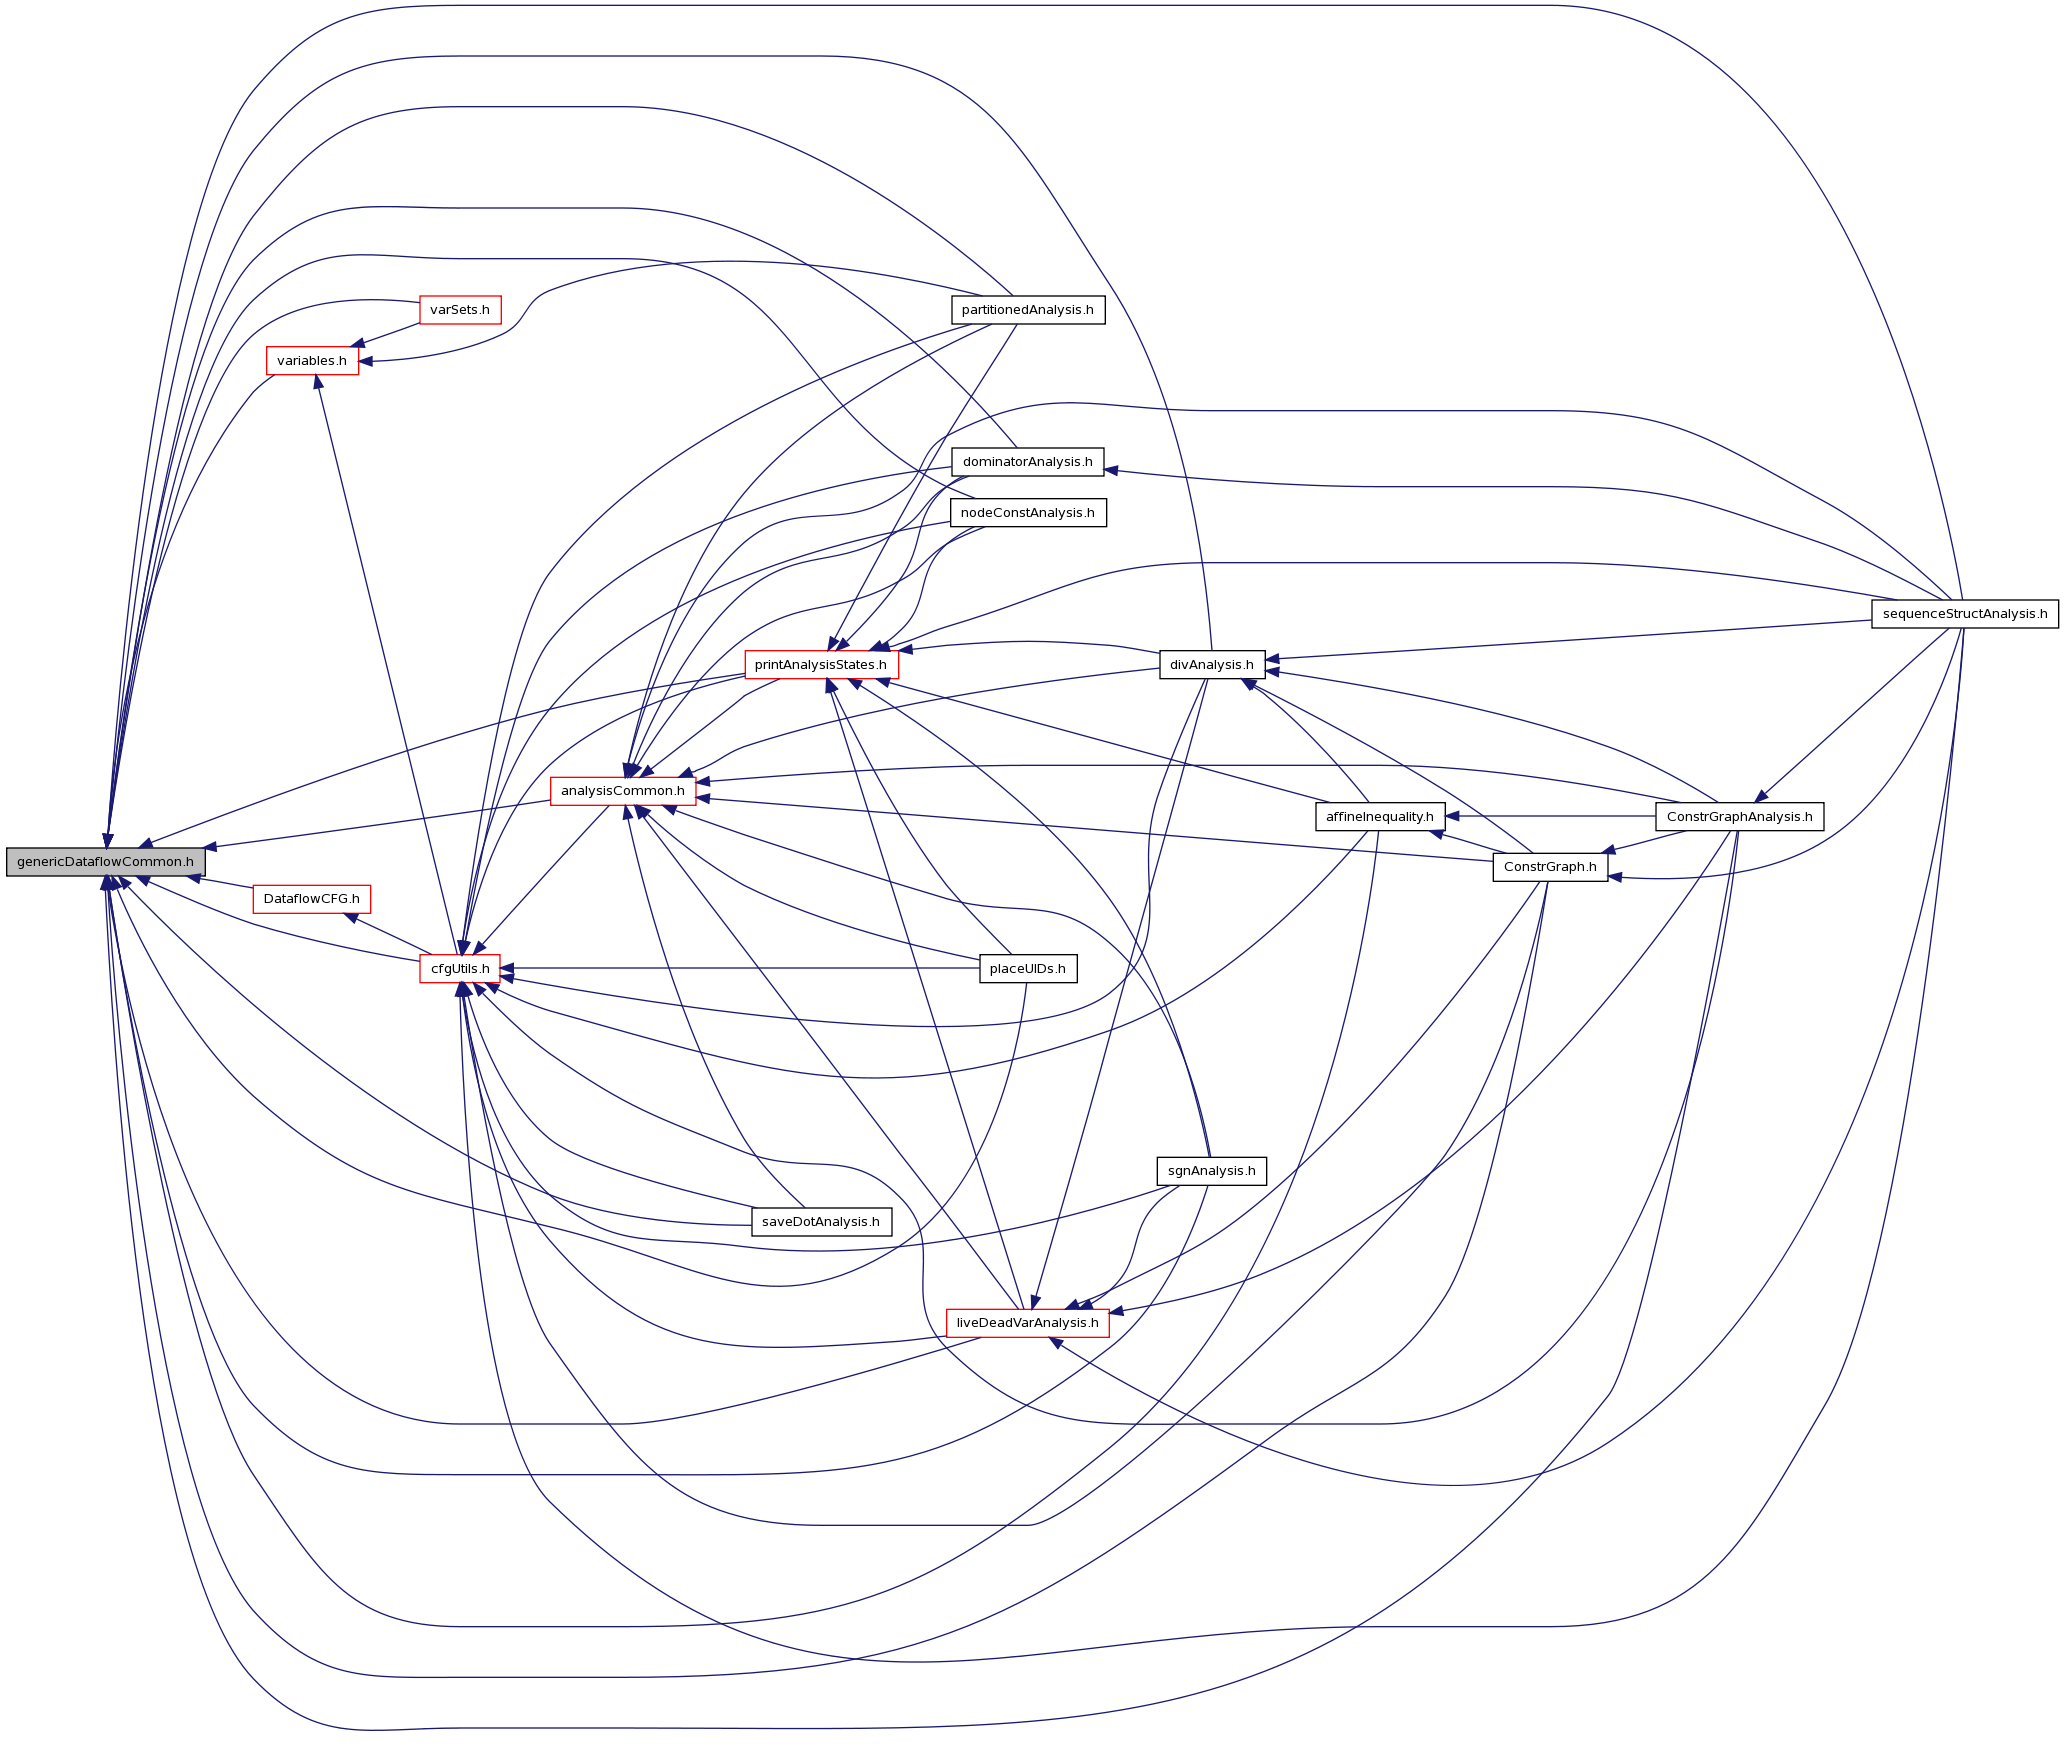 varSets.h
partitionedAnalysis.h
variables.h
dominatorAnalysis.h
nodeConstAnalysis.h
sequenceStructAnalysis.h
printAnalysisStates.h
divAnalysis.h
analysisCommon.h
affineInequality.h
ConstrGraphAnalysis.h
genericDataflowCommon.h
ConstrGraph.h
DataflowCFG.h
cfgUtils.h
placeUIDs.h
sgnAnalysis.h
saveDotAnalysis.h
liveDeadVarAnalysis.h